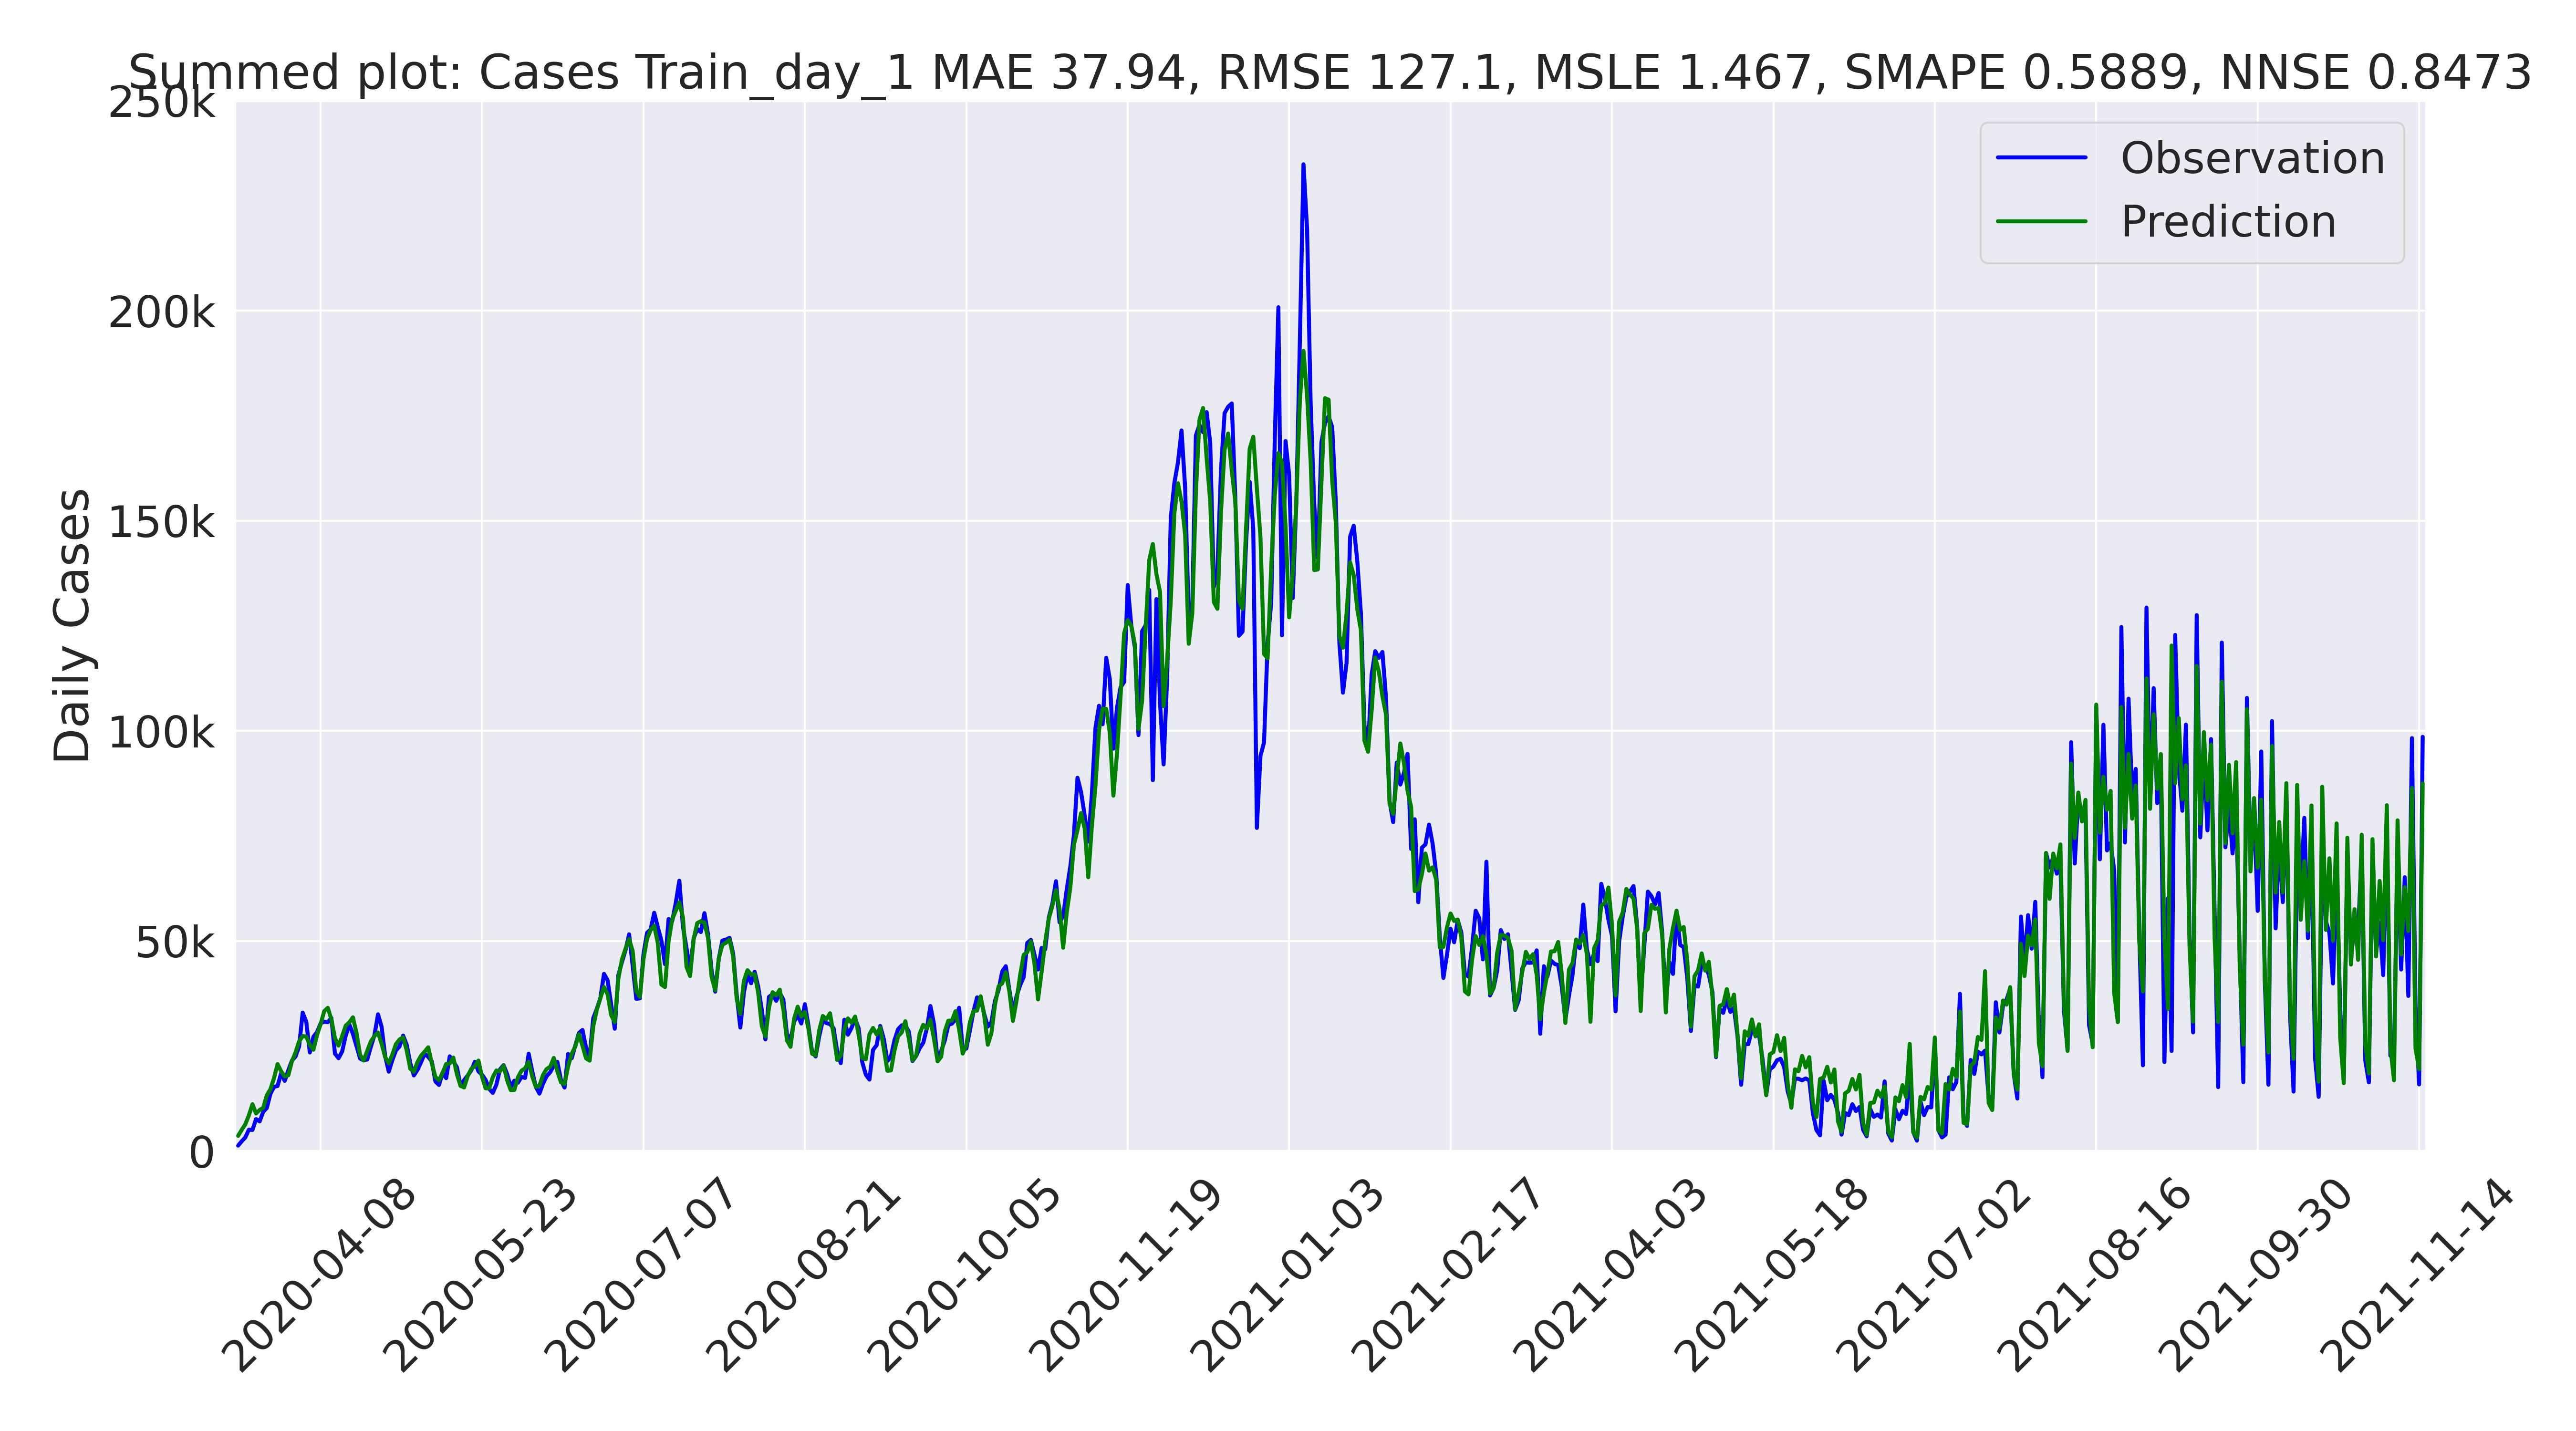 Summed plot: Cases Train_day_1 MAE 37.94, RMSE 127.1, MSLE 1.467, SMAPE 0.5889, NNSE 0.8473
250k
200k
150k
100k
50k
0
Daily Cases
Observation
Prediction
2020-04-08
2020-05-23
2020-07-07
2020-08-21
2020-10-05
2020-11-19
2021-01-03
2021-02-17
2021-04-03
2021-05-18
2021-07-02
2021-08-16
2021-09-30
2021-11-14